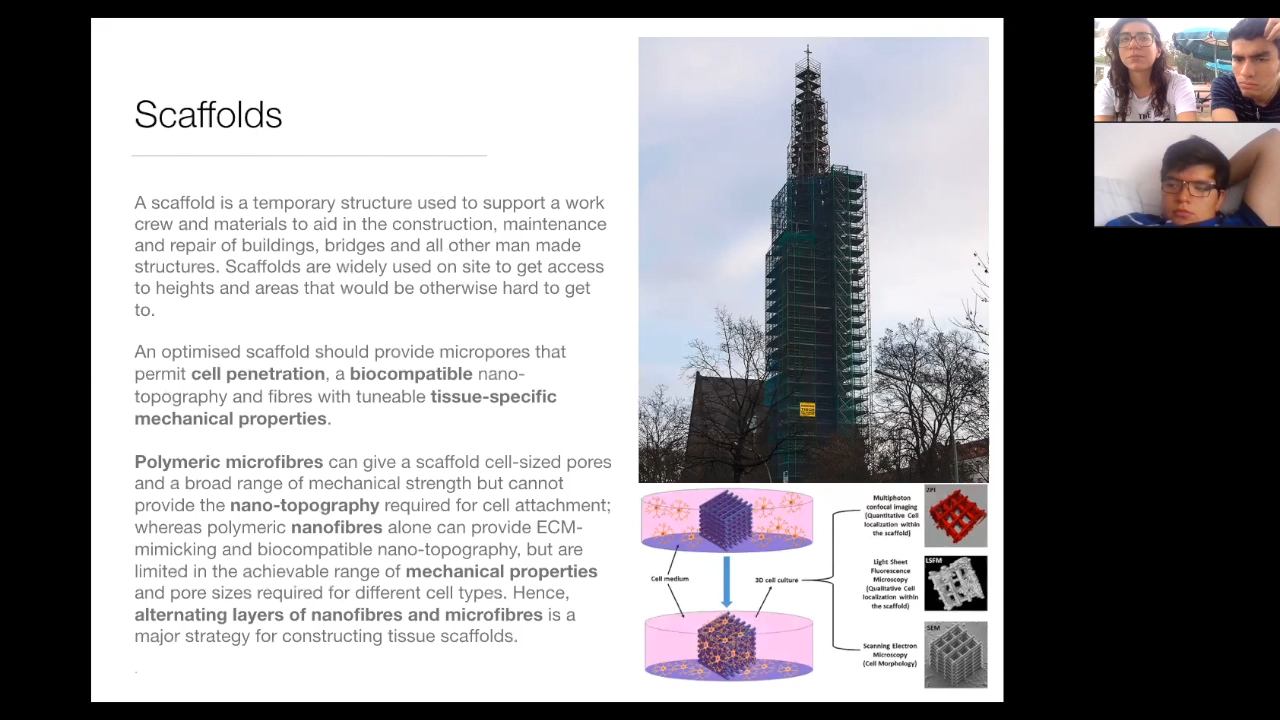 Scaffolds
A scaffold is a temporary structure used to support a work
crew and materials to aid in the construction, maintenance
and repair of buildings, bridges and all other man made
structures. Scaffolds are widely used on site to get access
to heights and areas that would be otherwise hard to get
to.
An optimised scaffold should provide micropores that
permit cell penetration, a biocompatible nano-
topography and fibres with tuneable tissue-specific
mechanical properties.
Polymeric microfibres can give a scaffold cell-sized pores
and a broad range of mechanical strength but cannot
provide the nano-topography required for cell attachment;
whereas polymeric nanofibres alone can provide ECM-
mimicking and biocompatible nano-topography, but are
limited in the achievable range of mechanical properties
and pore sizes required for different cell types. Hence,
alternating layers of nanofibres and microfibres is a
major strategy for constructing tissue scaffolds.
.
Cell medium
3D cell culture
Multiphoton
confocal imaging
(Quantitative Cell
localization within
the scaffold)
2PI
Light Sheet
Fluorescence
Microscopy
(Qualitative Cell
localization within
the scaffold)
LSFM
Scanning Electron
Microscopy
(Cell Morphology)
SEM
THE